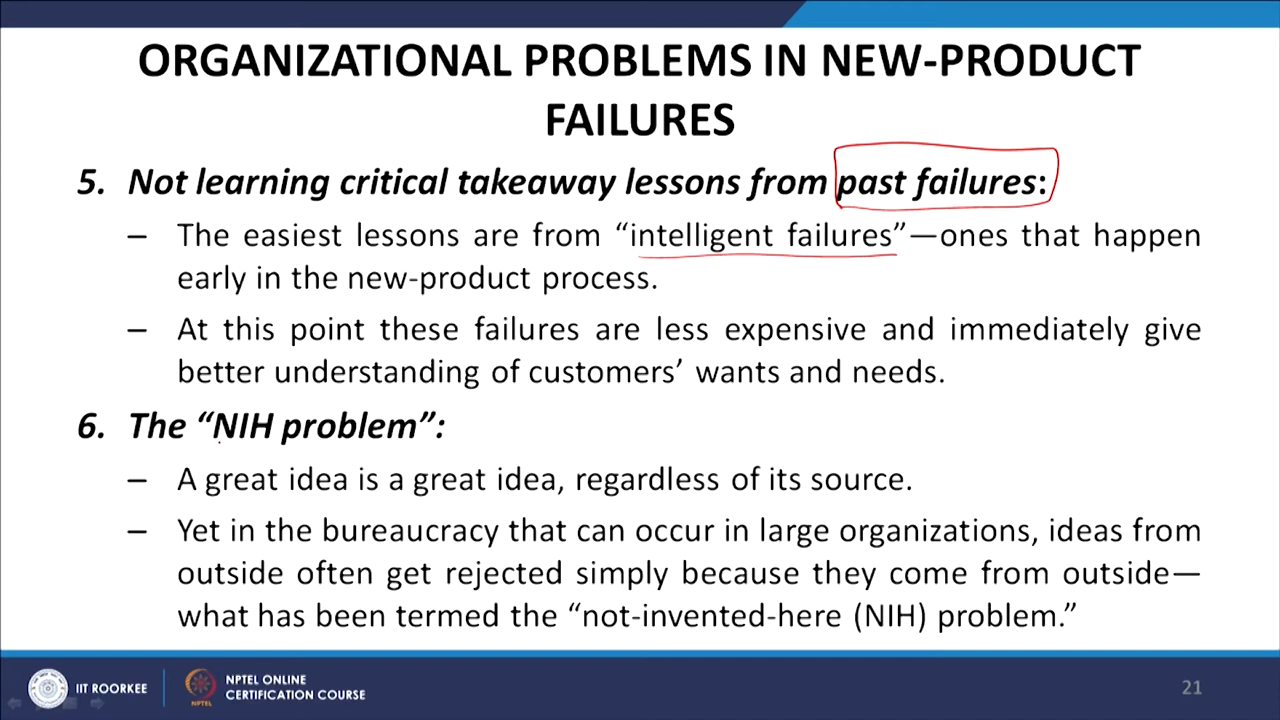 ORGANIZATIONAL PROBLEMS IN NEW-PRODUCT
FAILURES
5. Not learning critical takeaway lessons from past failures:
– The easiest lessons are from “intelligent failures”—ones that happen
early in the new-product process.
– At this point these failures are less expensive and immediately give
better understanding of customers’ wants and needs.
6. The “NIH problem”:
– A great idea is a great idea, regardless of its source.
– Yet in the bureaucracy that can occur in large organizations, ideas from
outside often get rejected simply because they come from outside—
what has been termed the “not-invented-here (NIH) problem.”
IIT ROORKEE
NPTEL
NPTEL ONLINE
CERTIFICATION COURSE
21